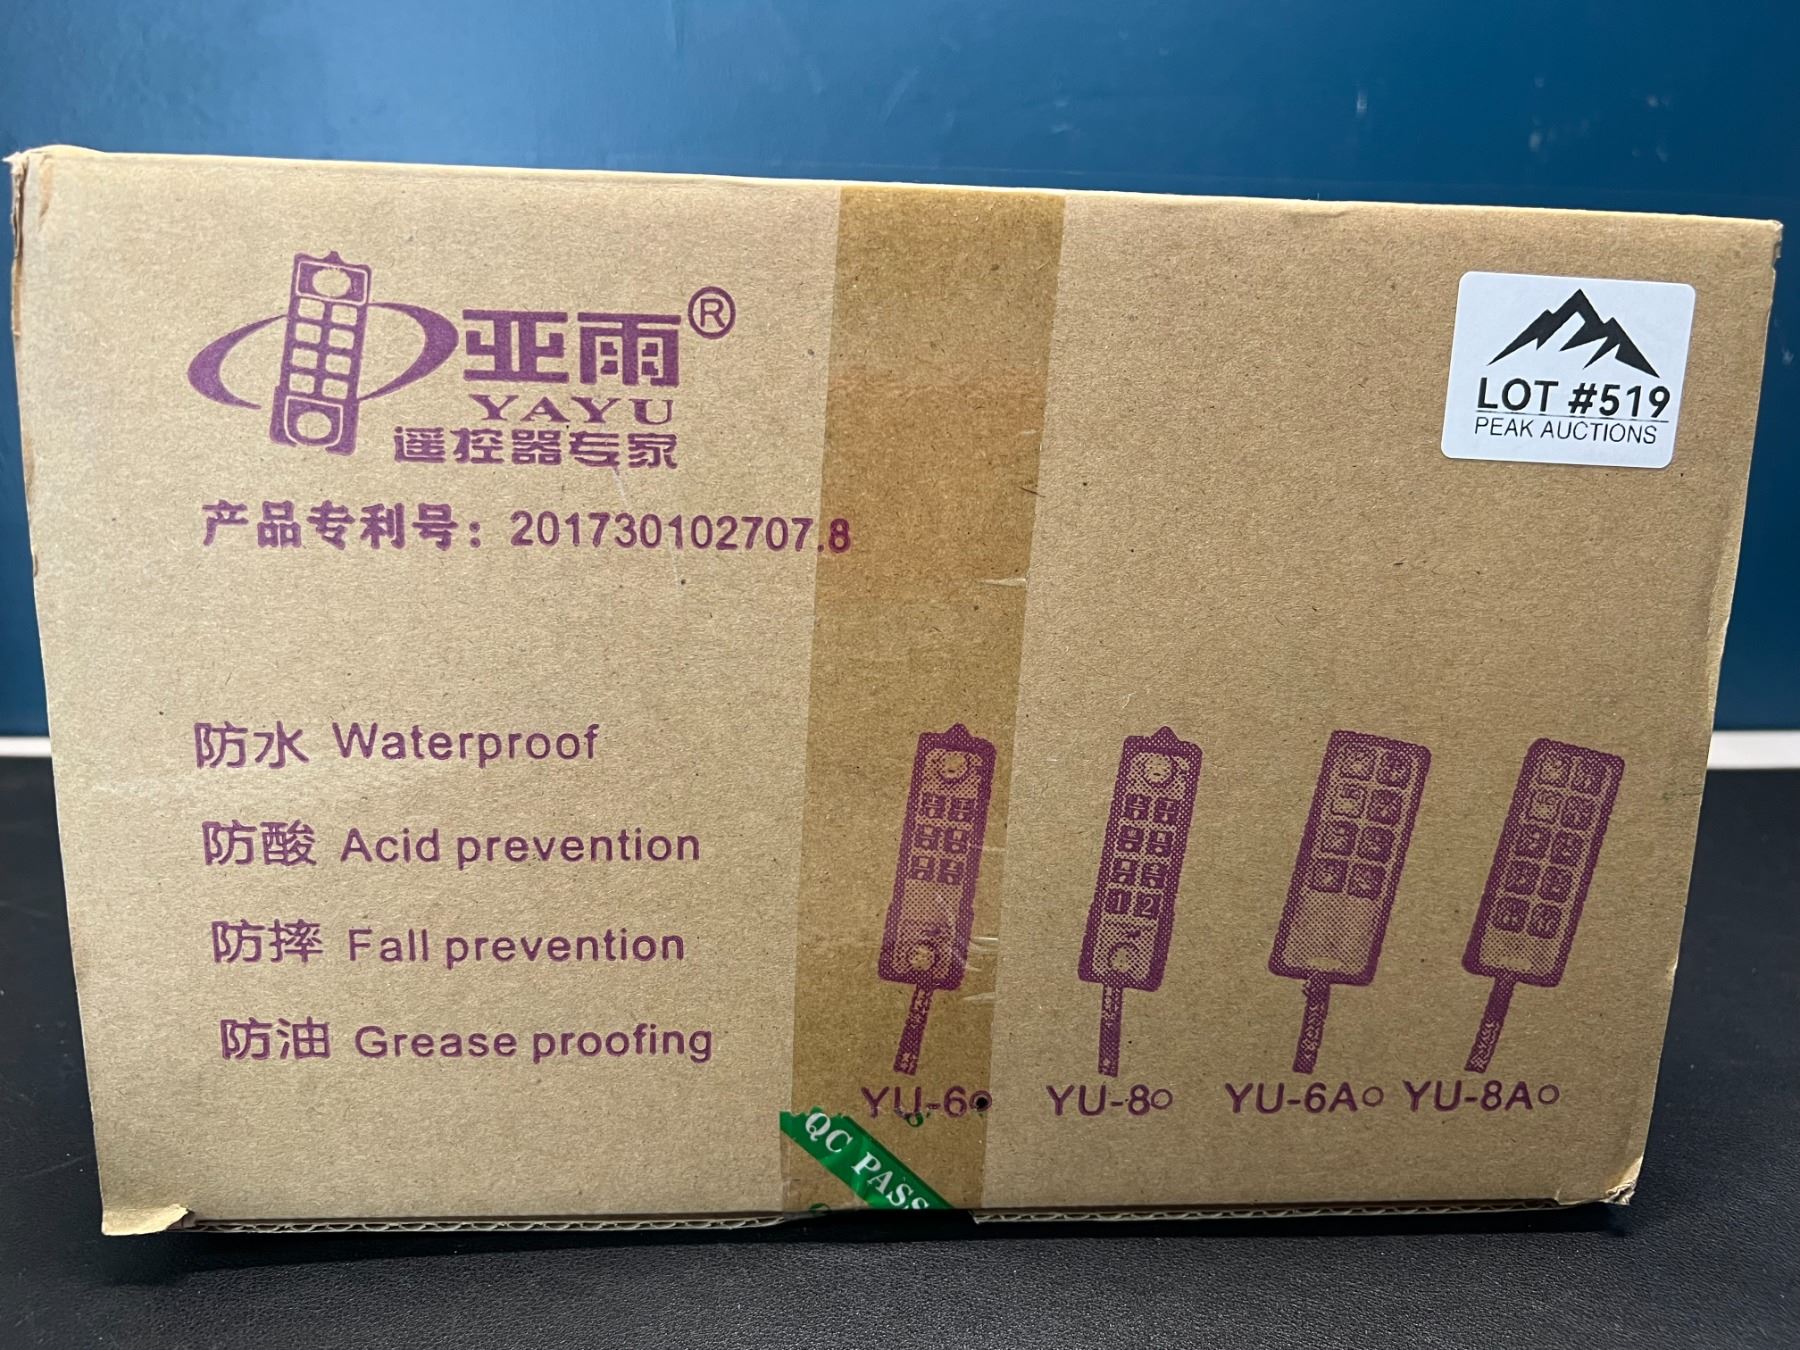 亚雨®
YAYU
遥控器专家
产品专利号：201730102707.8
LOT #519
PEAK AUCTIONS
防水 Waterproof
防酸 Acid prevention
防摔 Fall prevention
防油 Grease proofing
1 2
YU-6○ YU-8○ YU-6A○ YU-8A○
QC PASS